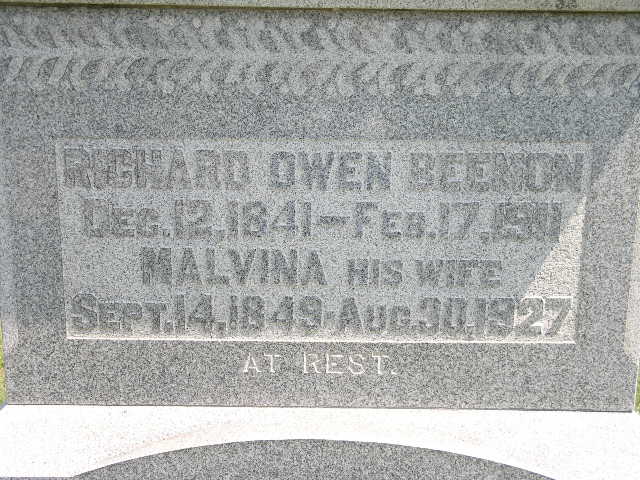 RICHARD OWEN BEEMON
DEC. 12, 1841 – FEB. 17, 1911
MALVINA HIS WIFE
SEPT. 14, 1849 - AUG. 30, 1927
AT REST.